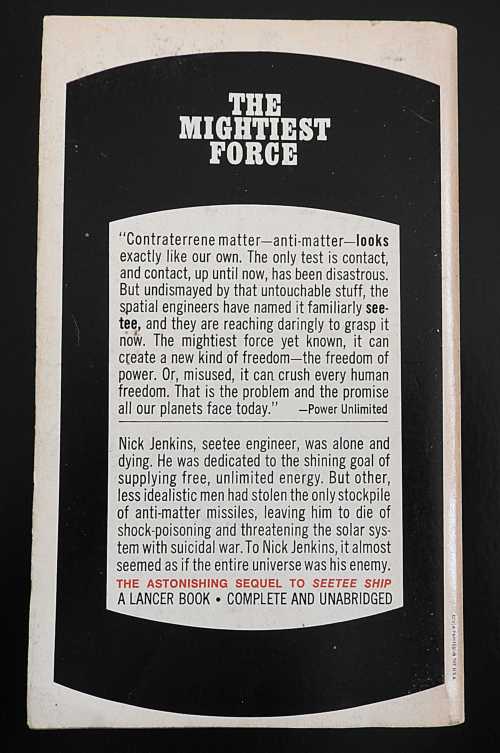 THE
MIGHTIEST
FORCE
“Contraterrene matter—anti-matter—looks
exactly like our own. The only test is contact,
and contact, up until now, has been disastrous.
But undismayed by that untouchable stuff, the
spatial engineers have named it familiarly see-
tee, and they are reaching daringly to grasp it
now. The mightiest force yet known, it can
create a new kind of freedom—the freedom of
power. Or, misused, it can crush every human
freedom. That is the problem and the promise
all our planets face today.” —Power Unlimited
Nick Jenkins, seetee engineer, was alone and
dying. He was dedicated to the shining goal of
supplying free, unlimited energy. But other,
less idealistic men had stolen the only stockpile
of anti-matter missiles, leaving him to die of
shock-poisoning and threatening the solar sys-
tem with suicidal war. To Nick Jenkins, it almost
seemed as if the entire universe was his enemy.
THE ASTONISHING SEQUEL TO SEETEE SHIP
A LANCER BOOK • COMPLETE AND UNABRIDGED